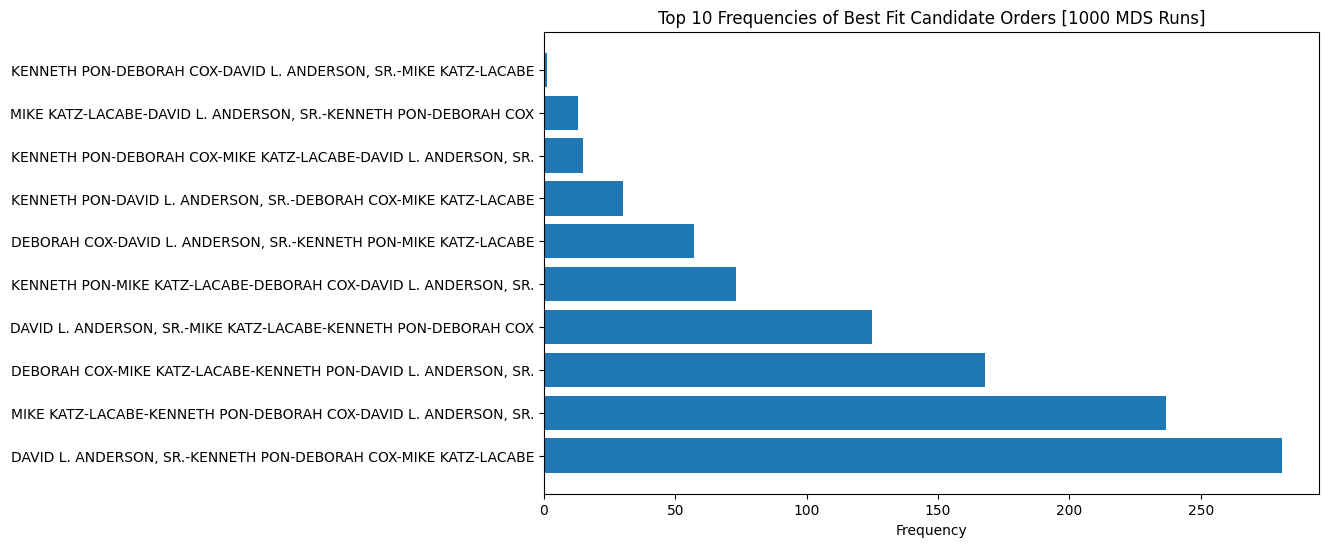 Top 10 Frequencies of Best Fit Candidate Orders [1000 MDS Runs]
KENNETH PON-DEBORAH COX-DAVID L. ANDERSON, SR.-MIKE KATZ-LACABE
MIKE KATZ-LACABE-DAVID L. ANDERSON, SR.-KENNETH PON-DEBORAH COX
KENNETH PON-DEBORAH COX-MIKE KATZ-LACABE-DAVID L. ANDERSON, SR.
KENNETH PON-DAVID L. ANDERSON, SR.-DEBORAH COX-MIKE KATZ-LACABE
DEBORAH COX-DAVID L. ANDERSON, SR.-KENNETH PON-MIKE KATZ-LACABE
KENNETH PON-MIKE KATZ-LACABE-DEBORAH COX-DAVID L. ANDERSON, SR.
DAVID L. ANDERSON, SR.-MIKE KATZ-LACABE-KENNETH PON-DEBORAH COX
DEBORAH COX-MIKE KATZ-LACABE-KENNETH PON-DAVID L. ANDERSON, SR.
MIKE KATZ-LACABE-KENNETH PON-DEBORAH COX-DAVID L. ANDERSON, SR.
DAVID L. ANDERSON, SR.-KENNETH PON-DEBORAH COX-MIKE KATZ-LACABE
0 50 100 150 200 250
Frequency